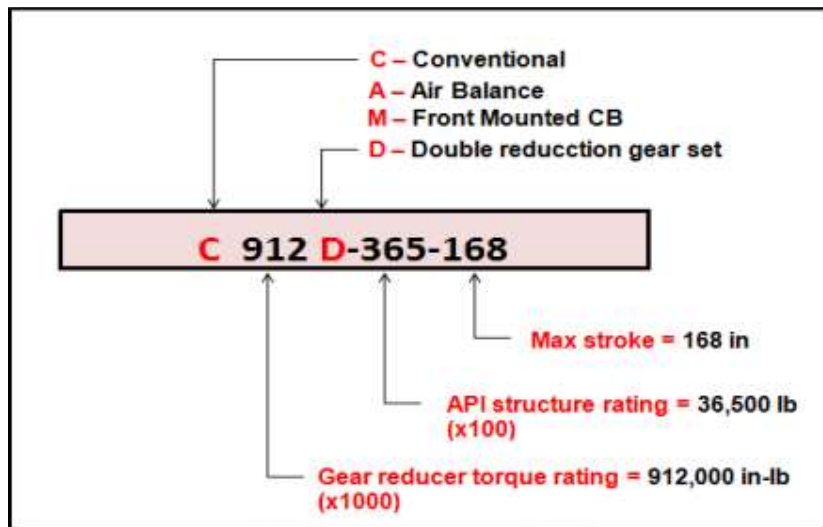 C – Conventional
A – Air Balance
M – Front Mounted CB
D – Double reducction gear set
C 912 D-365-168
Max stroke = 168 in
API structure rating = 36,500 lb
(x100)
Gear reducer torque rating = 912,000 in-lb
(x1000)